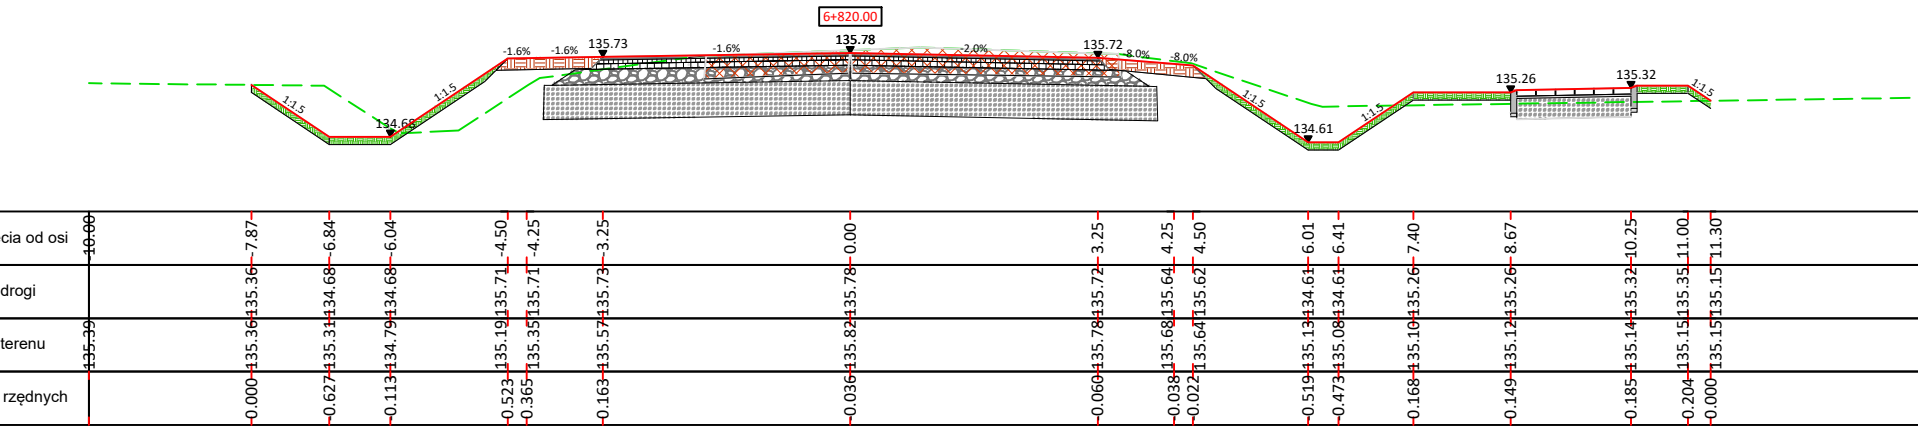 6+820.00
-1.6% -1.6% 135.73 -1.6% 135.78 -2.0% 135.72 -8.0% -8.0%
1:1.5 134.68 1:1.5 1:1.5 134.61 1:1.5 135.26 135.32 1:1.5
cia od osi -10.00 -7.87 -6.84 -6.04 -4.50 -4.25 -3.25 0.00 3.25 4.25 4.50 6.01 6.41 7.40 8.67 10.25 11.00 11.30
drogi 135.36 134.68 134.68 135.71 135.71 135.73 135.78 135.72 135.64 135.62 134.61 134.61 135.26 135.26 135.32 135.35 135.15
terenu 135.39 135.36 135.31 134.79 135.19 135.35 135.57 135.82 135.78 135.68 135.64 135.13 135.08 135.10 135.12 135.14 135.15 135.15
rzędnych -0.000 -0.627 -0.113 0.523 0.365 0.163 -0.036 -0.060 -0.038 -0.022 -0.519 -0.473 0.168 0.149 0.185 0.204 0.000